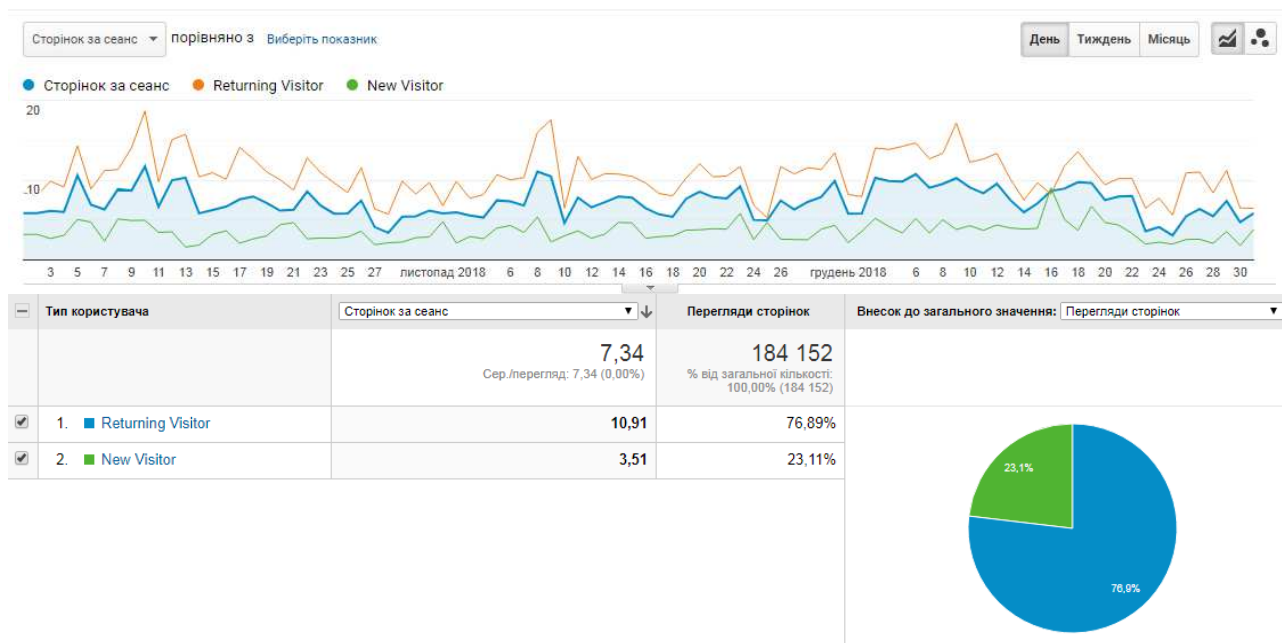 Сторінок за сеанс порівняно з Виберіть показник День Тиждень Місяць
Сторінок за сеанс Returning Visitor New Visitor
20
10
3 5 7 9 11 13 15 17 19 21 23 25 27 листопад 2018 6 8 10 12 14 16 18 20 22 24 26 грудень 2018 6 8 10 12 14 16 18 20 22 24 26 28 30
Тип користувача Сторінок за сеанс Перегляди сторінок Внесок до загального значення: Перегляди сторінок
7,34 184 152
Сер./перегляд: 7,34 (0,00%) % від загальної кількості:
100,00% (184 152)
1. Returning Visitor 10,91 76,89%
2. New Visitor 3,51 23,11%
23,1%
76,9%